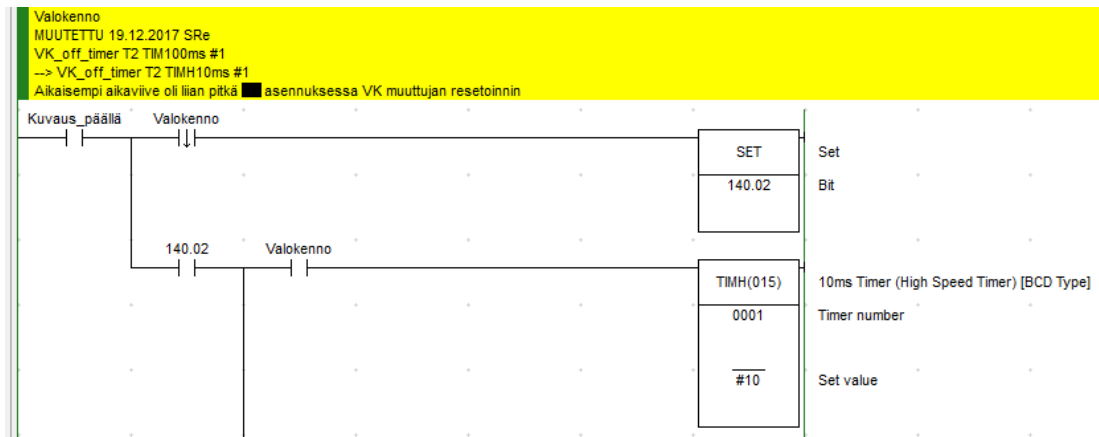 Valokenno
MUUTETTU 19.12.2017 SRe
VK_off_timer T2 TIM100ms #1
--> VK_off_timer T2 TIMH10ms #1
Aikaisempi aikaviive oli liian pitkä asennuksessa VK muuttujan resetoinnin
Kuvaus_päällä Valokenno
SET Set
140.02 Bit
140.02 Valokenno
TIMH(015) 10ms Timer (High Speed Timer) [BCD Type]
0001 Timer number
#10 Set value